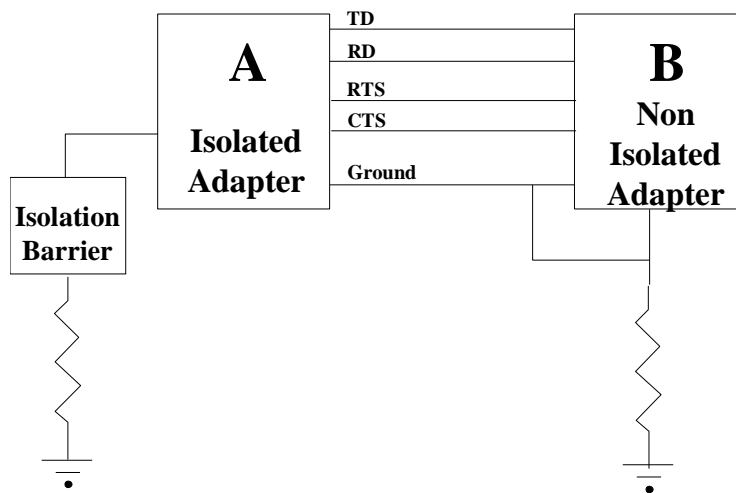 TD
RD
RTS
CTS
Ground
A
Isolated
Adapter
B
Non
Isolated
Adapter
Isolation
Barrier